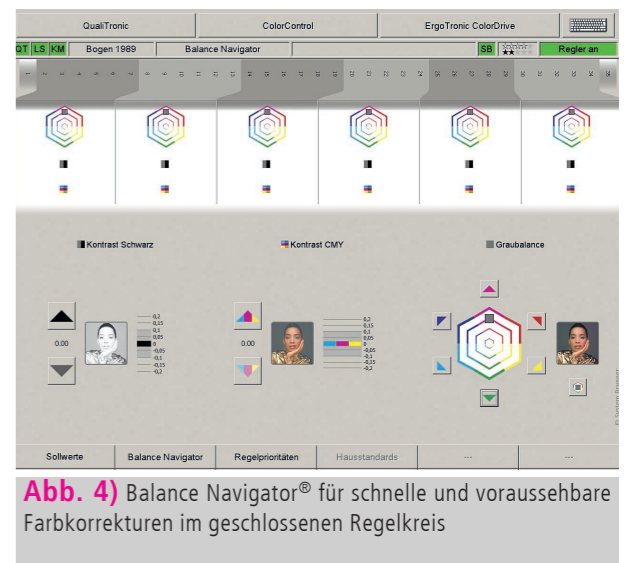 QualiTronic ColorControl ErgoTronic ColorDrive
QT LS KM Bogen 1989 Balance Navigator SB Regler an
Kontrast Schwarz Kontrast CMY Graubalance
0,2 0,2
0,15 0,15
0,1 0,1
0,05 0,05
0.00 0 0.00 0
-0,05 -0,05
-0,1 -0,1
-0,15 -0,15
-0,2 -0,2
Sollwerte Balance Navigator Regelprioritäten Hausstandards --- ---
Abb. 4) Balance Navigator® für schnelle und voraussehbare
Farbkorrekturen im geschlossenen Regelkreis